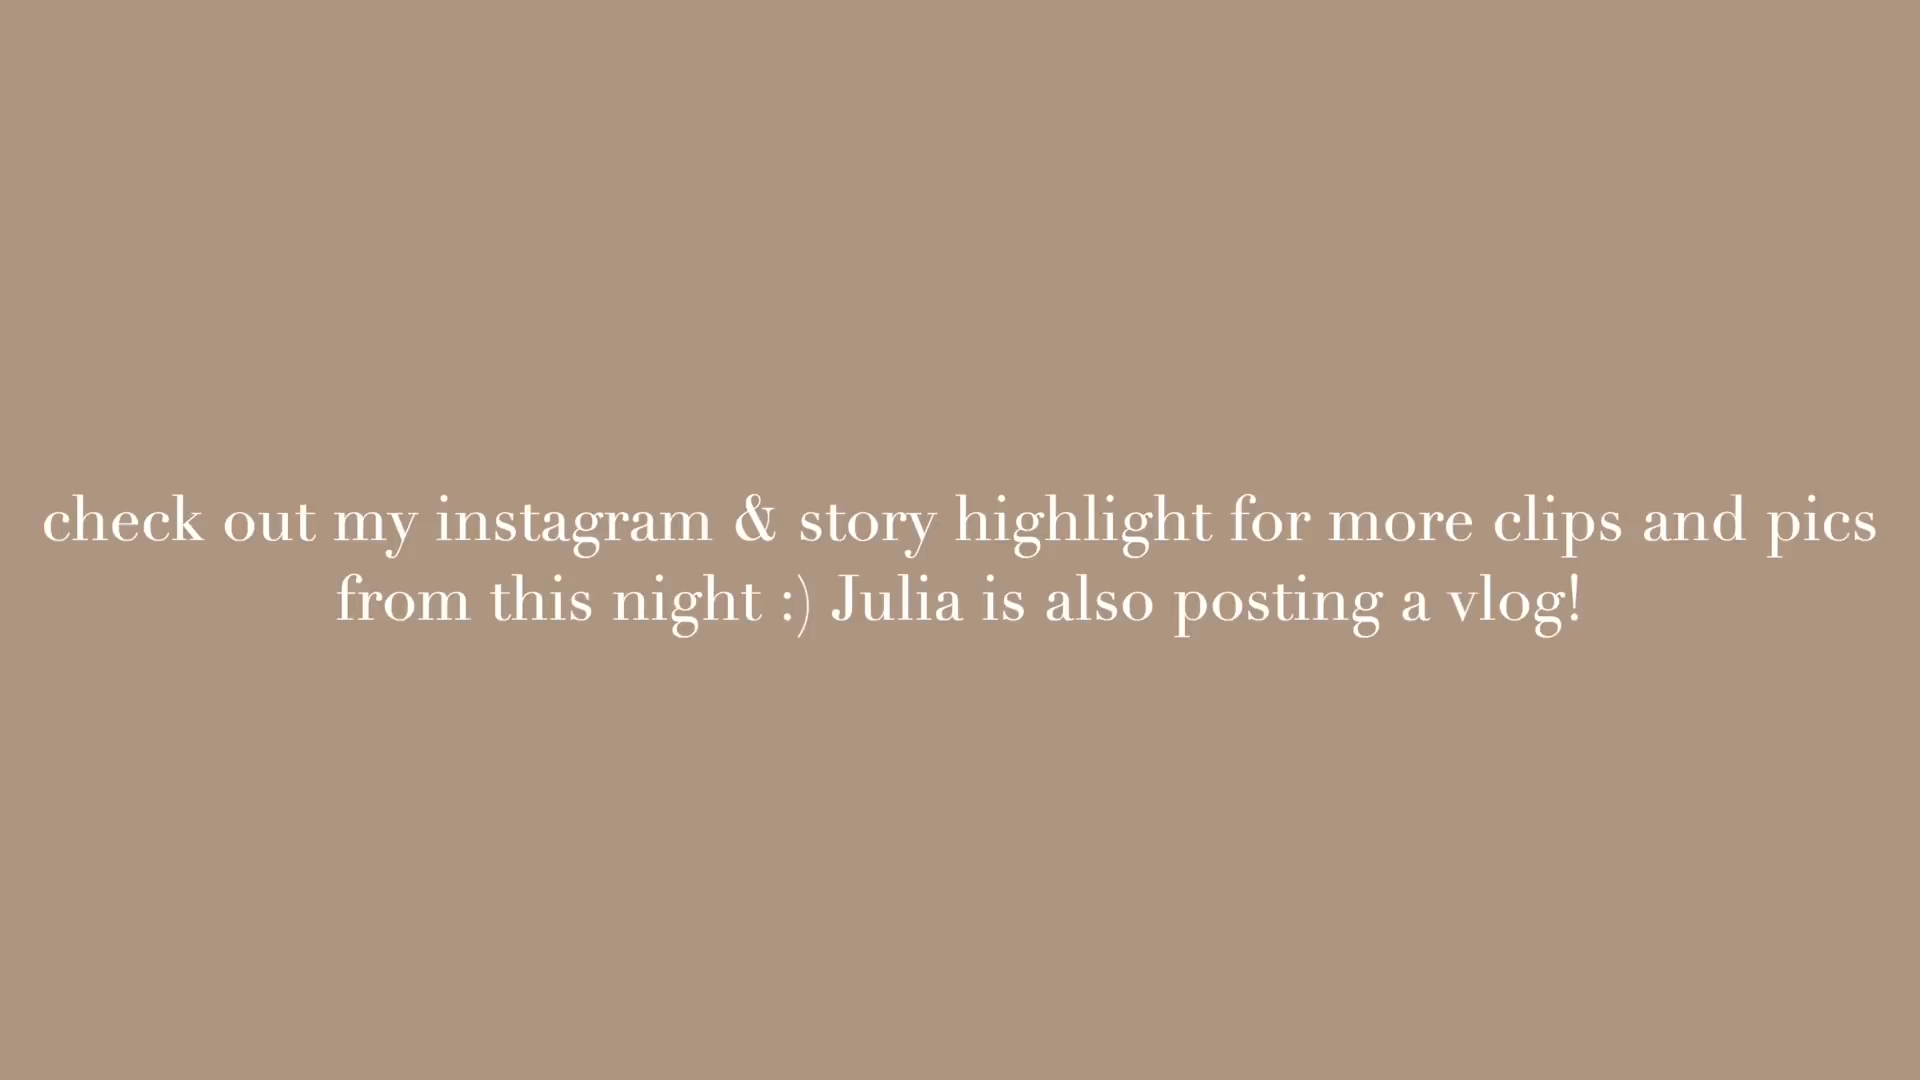 check out my instagram & story highlight for more clips and pics
from this night :) Julia is also posting a vlog!